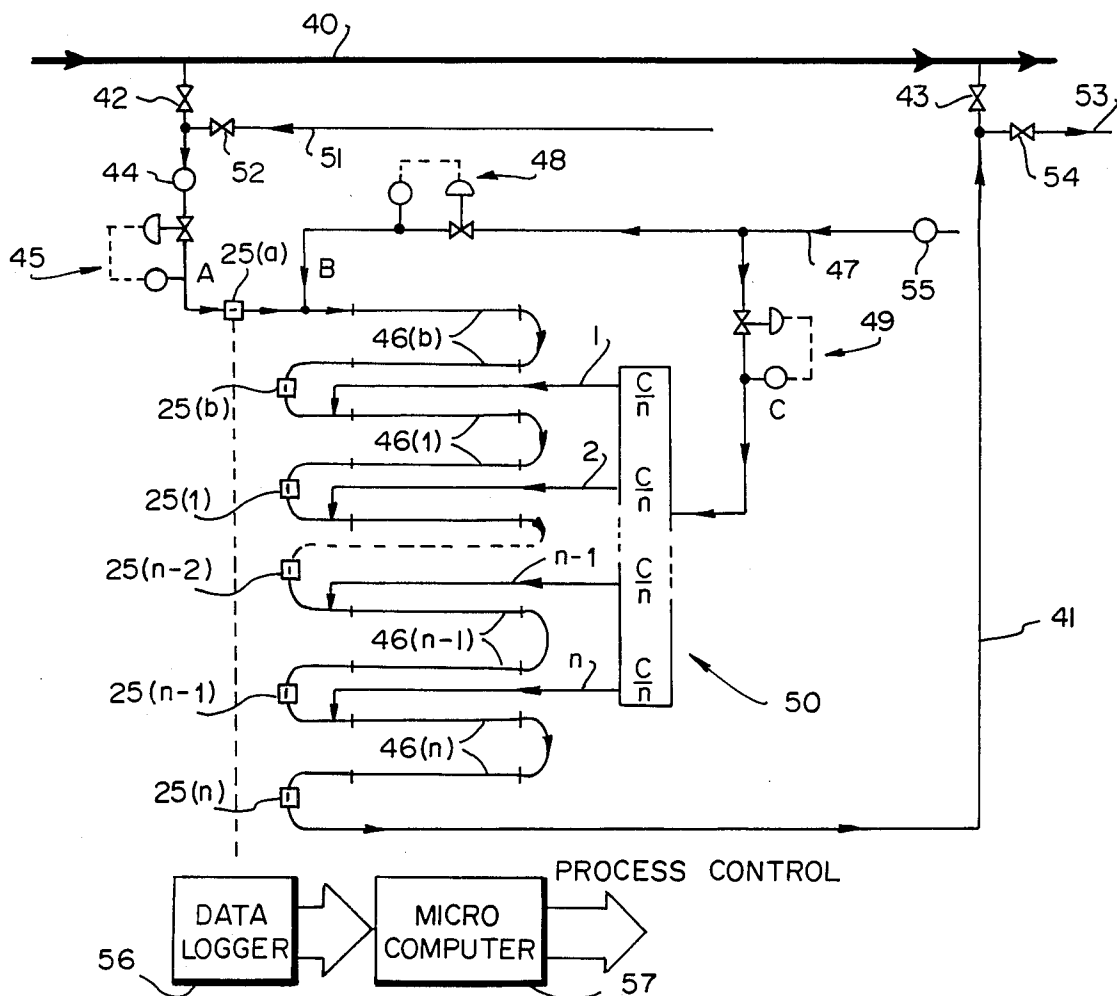 40
42
43
53
52
51
54
44
48
45
25(a)
A
B
47
55
46(b)
49
1
C/n
25(b)
C
46(1)
2
C/n
25(1)
n-1
25(n-2)
C/n
46(n-1)
41
n
C/n
25(n-1)
50
46(n)
25(n)
PROCESS CONTROL
DATA
LOGGER
MICRO
COMPUTER
56
57